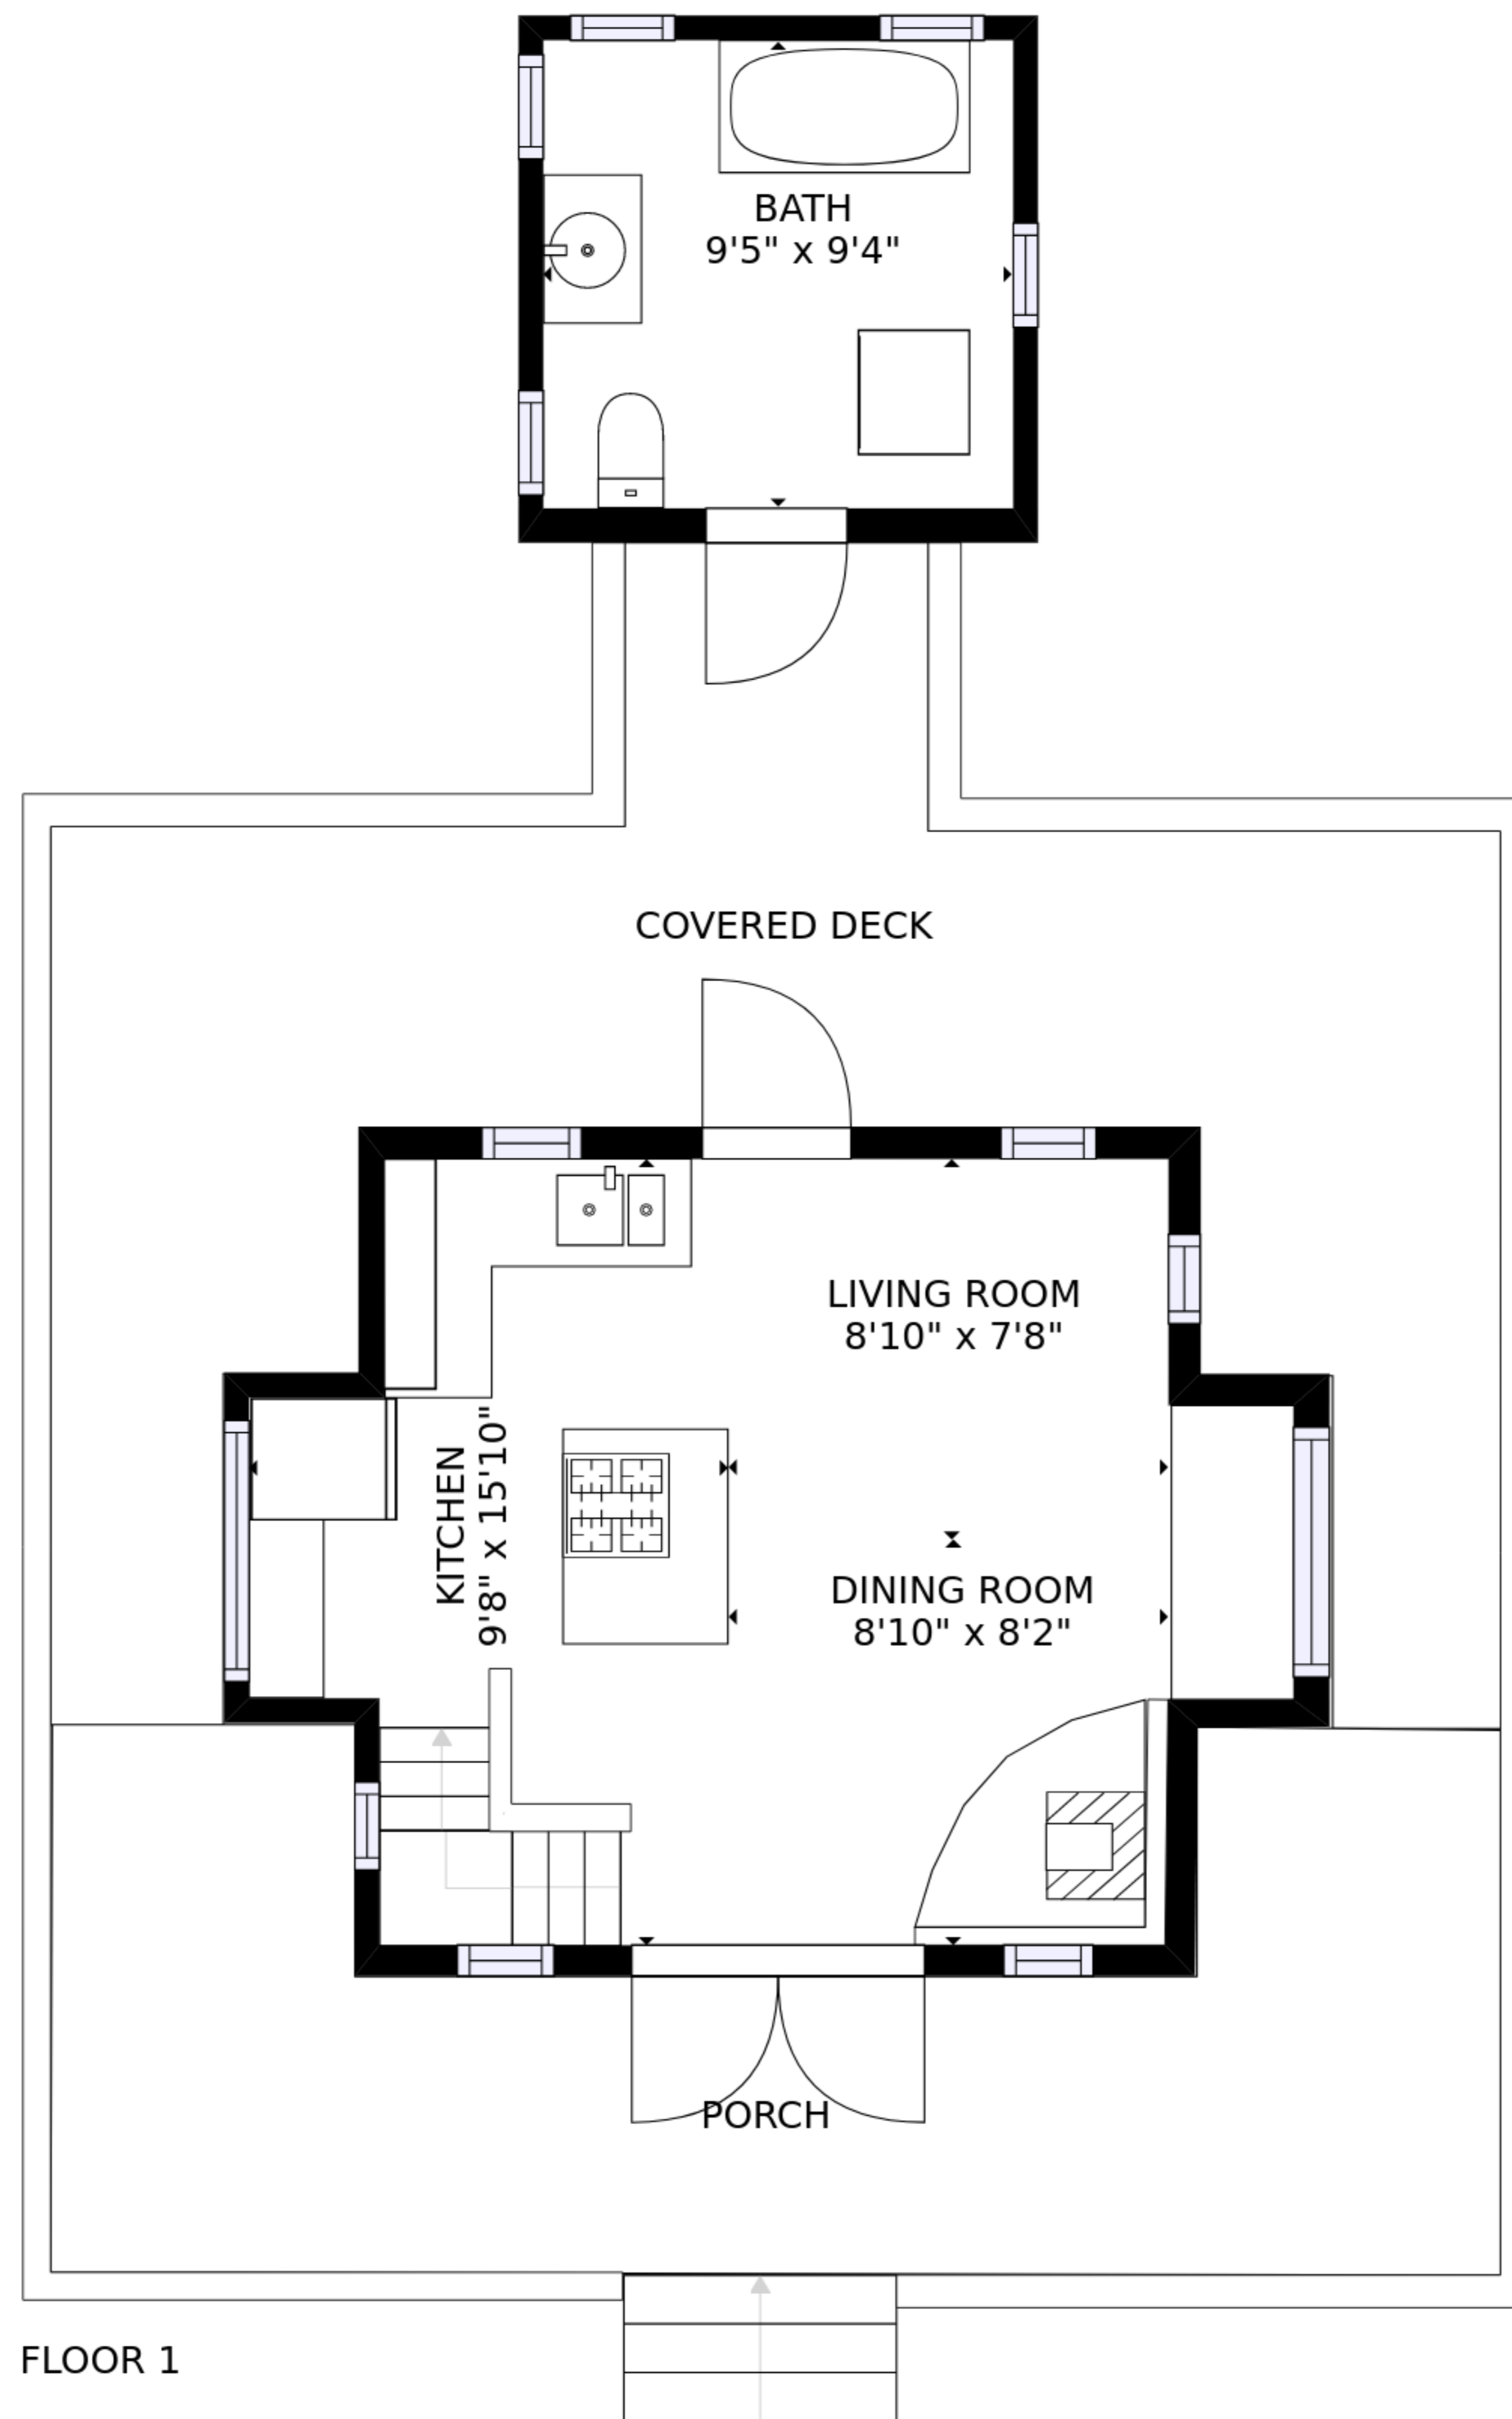 BATH
9'5" x 9'4"
COVERED DECK
LIVING ROOM
8'10" x 7'8"
KITCHEN
9'8" x 15'10"
DINING ROOM
8'10" x 8'2"
PORCH
FLOOR 1